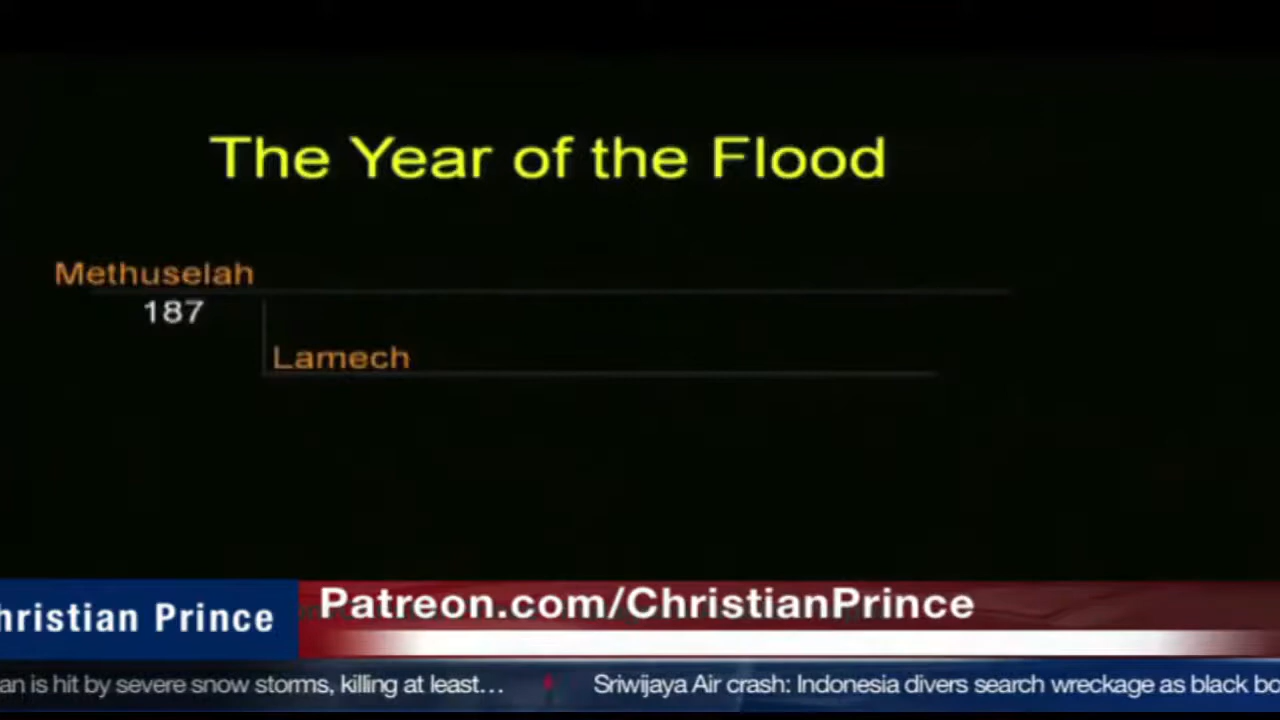 The Year of the Flood
Methuselah
187
Lamech
hristian Prince
Patreon.com/ChristianPrince
an is hit by severe snow storms, killing at least… Sriwijaya Air crash: Indonesia divers search wreckage as black bo